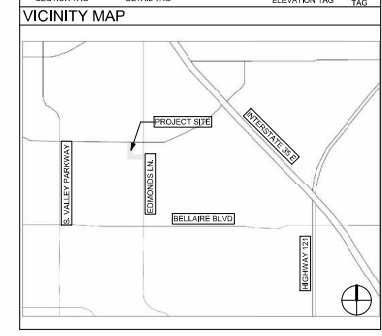 ELEVATION TAG
TAG
VICINITY MAP
PROJECT SITE
INTERSTATE 35 E
S. VALLEY PARKWAY
EDMONDS LN.
BELLAIRE BLVD
HIGHWAY 121